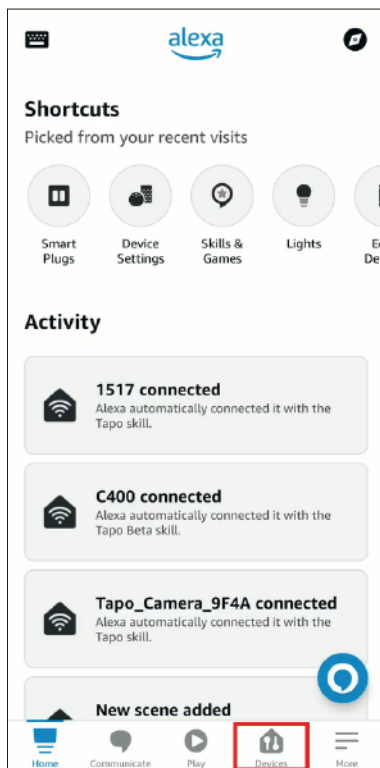 alexa
Shortcuts
Picked from your recent visits
Smart
Plugs
Device
Settings
Skills &
Games
Lights
Activity
1517 connected
Alexa automatically connected it with the
Tapo skill.
C400 connected
Alexa automatically connected it with the
Tapo Beta skill.
Tapo_Camera_9F4A connected
Alexa automatically connected it with the
Tapo skill.
New scene added
Home
Communicate
Play
Devices
More